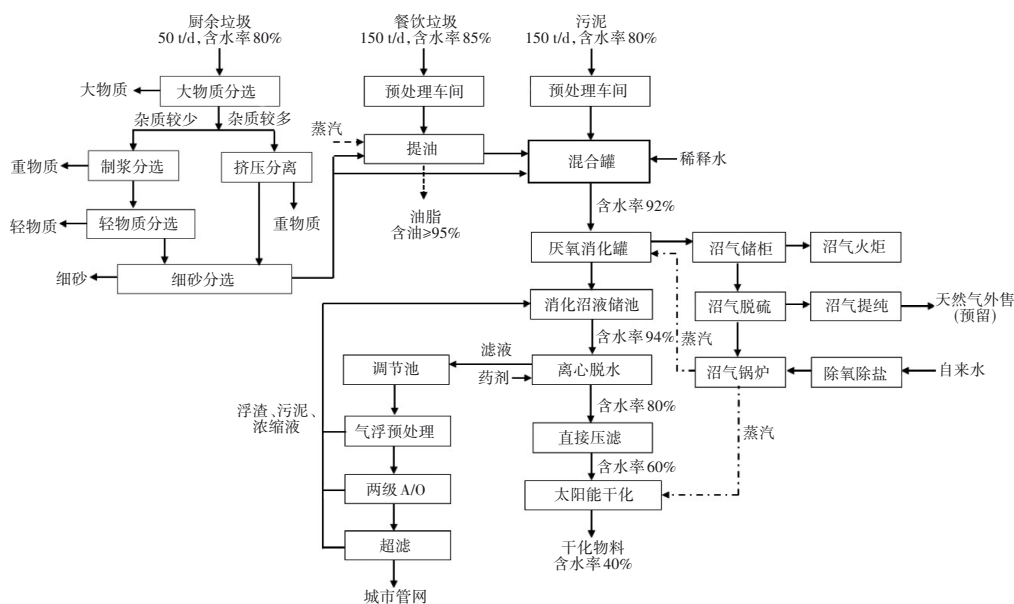 厨余垃圾
50 t/d,含水率80%
餐饮垃圾
150 t/d,含水率85%
污泥
150 t/d,含水率80%
大物质
大物质分选
预处理车间
预处理车间
杂质较少
杂质较多
蒸汽
提油
混合罐
稀释水
重物质
制浆分选
挤压分离
含水率92%
轻物质
轻物质分选
重物质
油脂
含油≥95%
厌氧消化罐
沼气储柜
沼气火炬
细砂
细砂分选
消化沼液储池
沼气脱硫
沼气提纯
天然气外售
(预留)
含水率94%
蒸汽
滤液
调节池
药剂
离心脱水
沼气锅炉
除氧除盐
自来水
浮渣、污泥、
浓缩液
含水率80%
气浮预处理
直接压滤
蒸汽
含水率60%
两级A/O
太阳能干化
超滤
干化物料
含水率40%
城市管网